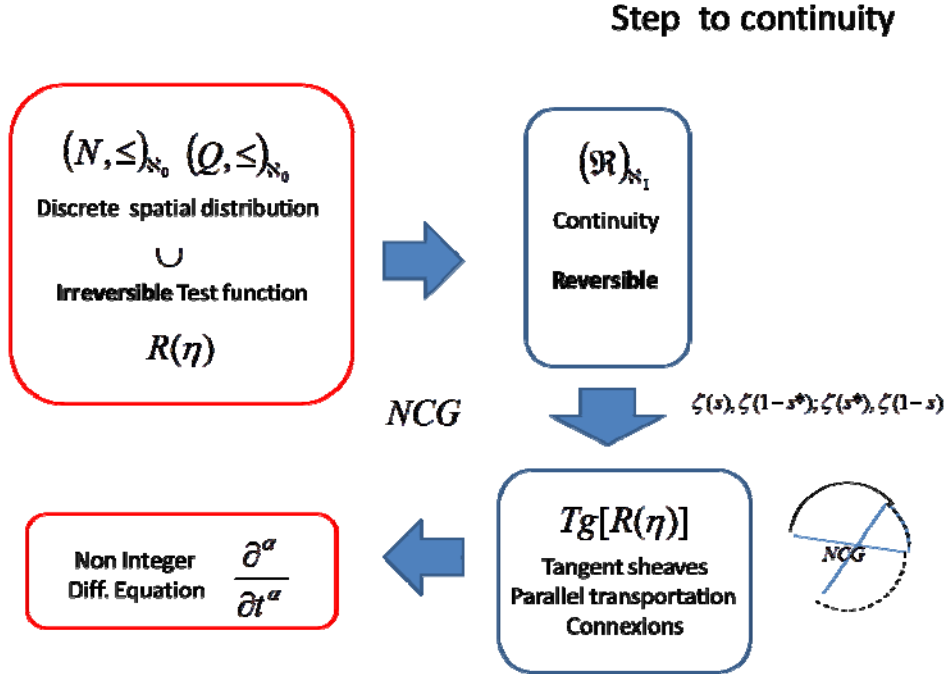 Step to continuity
(N,≤)ℵ₀ (Q,≤)ℵ₀
Discrete spatial distribution
∪
Irreversible Test function
R(η)
(ℜ)ℵ₁
Continuity
Reversible
NCG
ζ(s),ζ(1−s*);ζ(s*),ζ(1−s)
Tg[R(η)]
Tangent sheaves
Parallel transportation
Connexions
NCG
Non Integer
Diff. Equation ∂^α/∂t^α